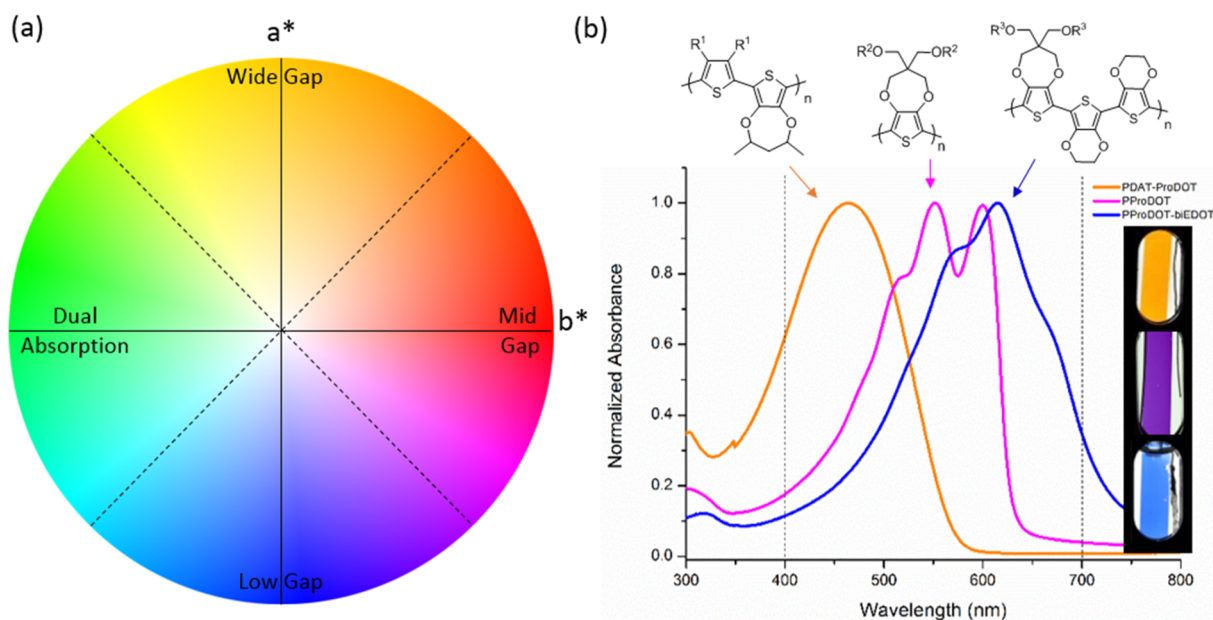 (a)
a*
Wide Gap
Dual
Absorption
Mid
Gap
b*
Low Gap
(b)
R¹ R¹
S
S
n
O O
R²O OR²
O O
S
n
R³O OR³
O O
O O
S
S
S
n
O O
PDAT-ProDOT
PProDOT
PProDOT-biEDOT
Normalized Absorbance
1.0
0.8
0.6
0.4
0.2
0.0
300 400 500 600 700 800
Wavelength (nm)